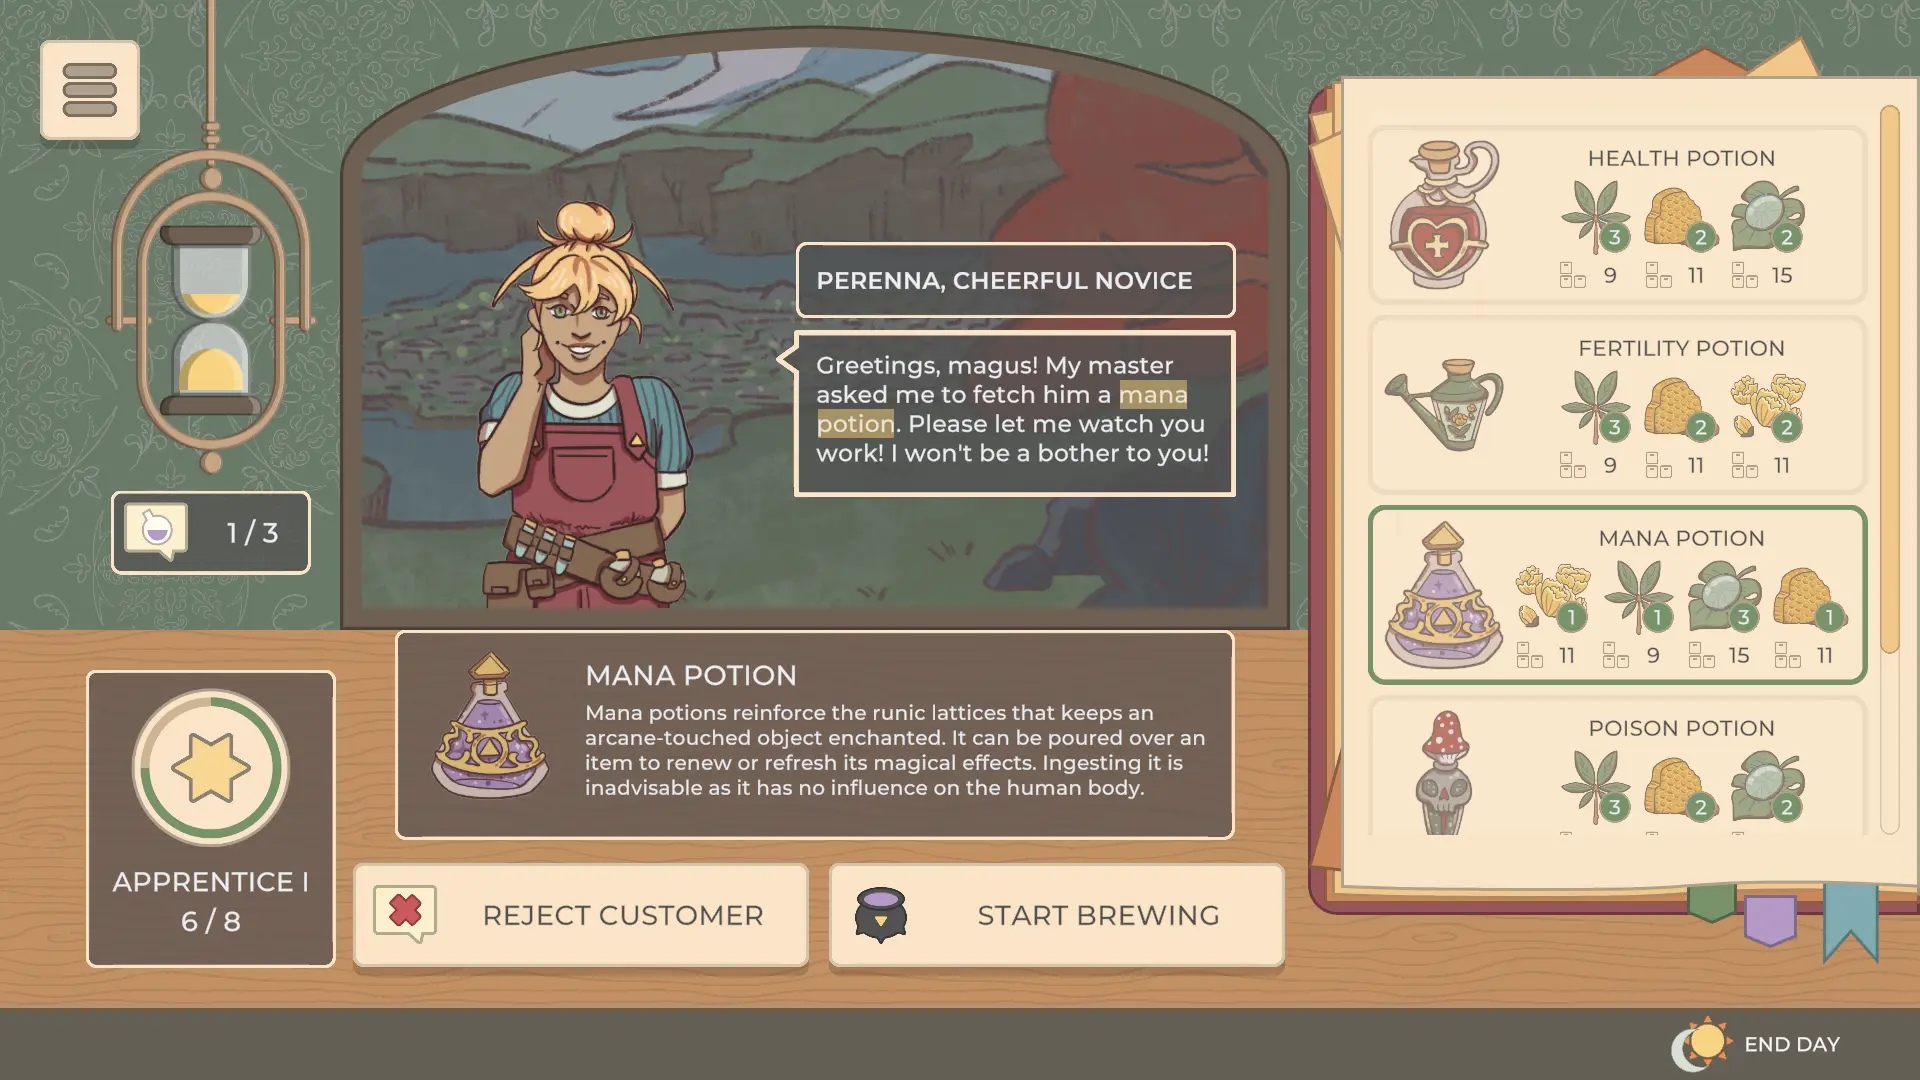 1 / 3
APPRENTICE I
6 / 8
PERENNA, CHEERFUL NOVICE
Greetings, magus! My master
asked me to fetch him a mana
potion. Please let me watch you
work! I won't be a bother to you!
MANA POTION
Mana potions reinforce the runic lattices that keeps an
arcane-touched object enchanted. It can be poured over an
item to renew or refresh its magical effects. Ingesting it is
inadvisable as it has no influence on the human body.
REJECT CUSTOMER
START BREWING
HEALTH POTION
3 2 2
9 11 15
FERTILITY POTION
3 2 2
9 11 11
MANA POTION
1 1 3 1
11 9 15 11
POISON POTION
3 2 2
END DAY